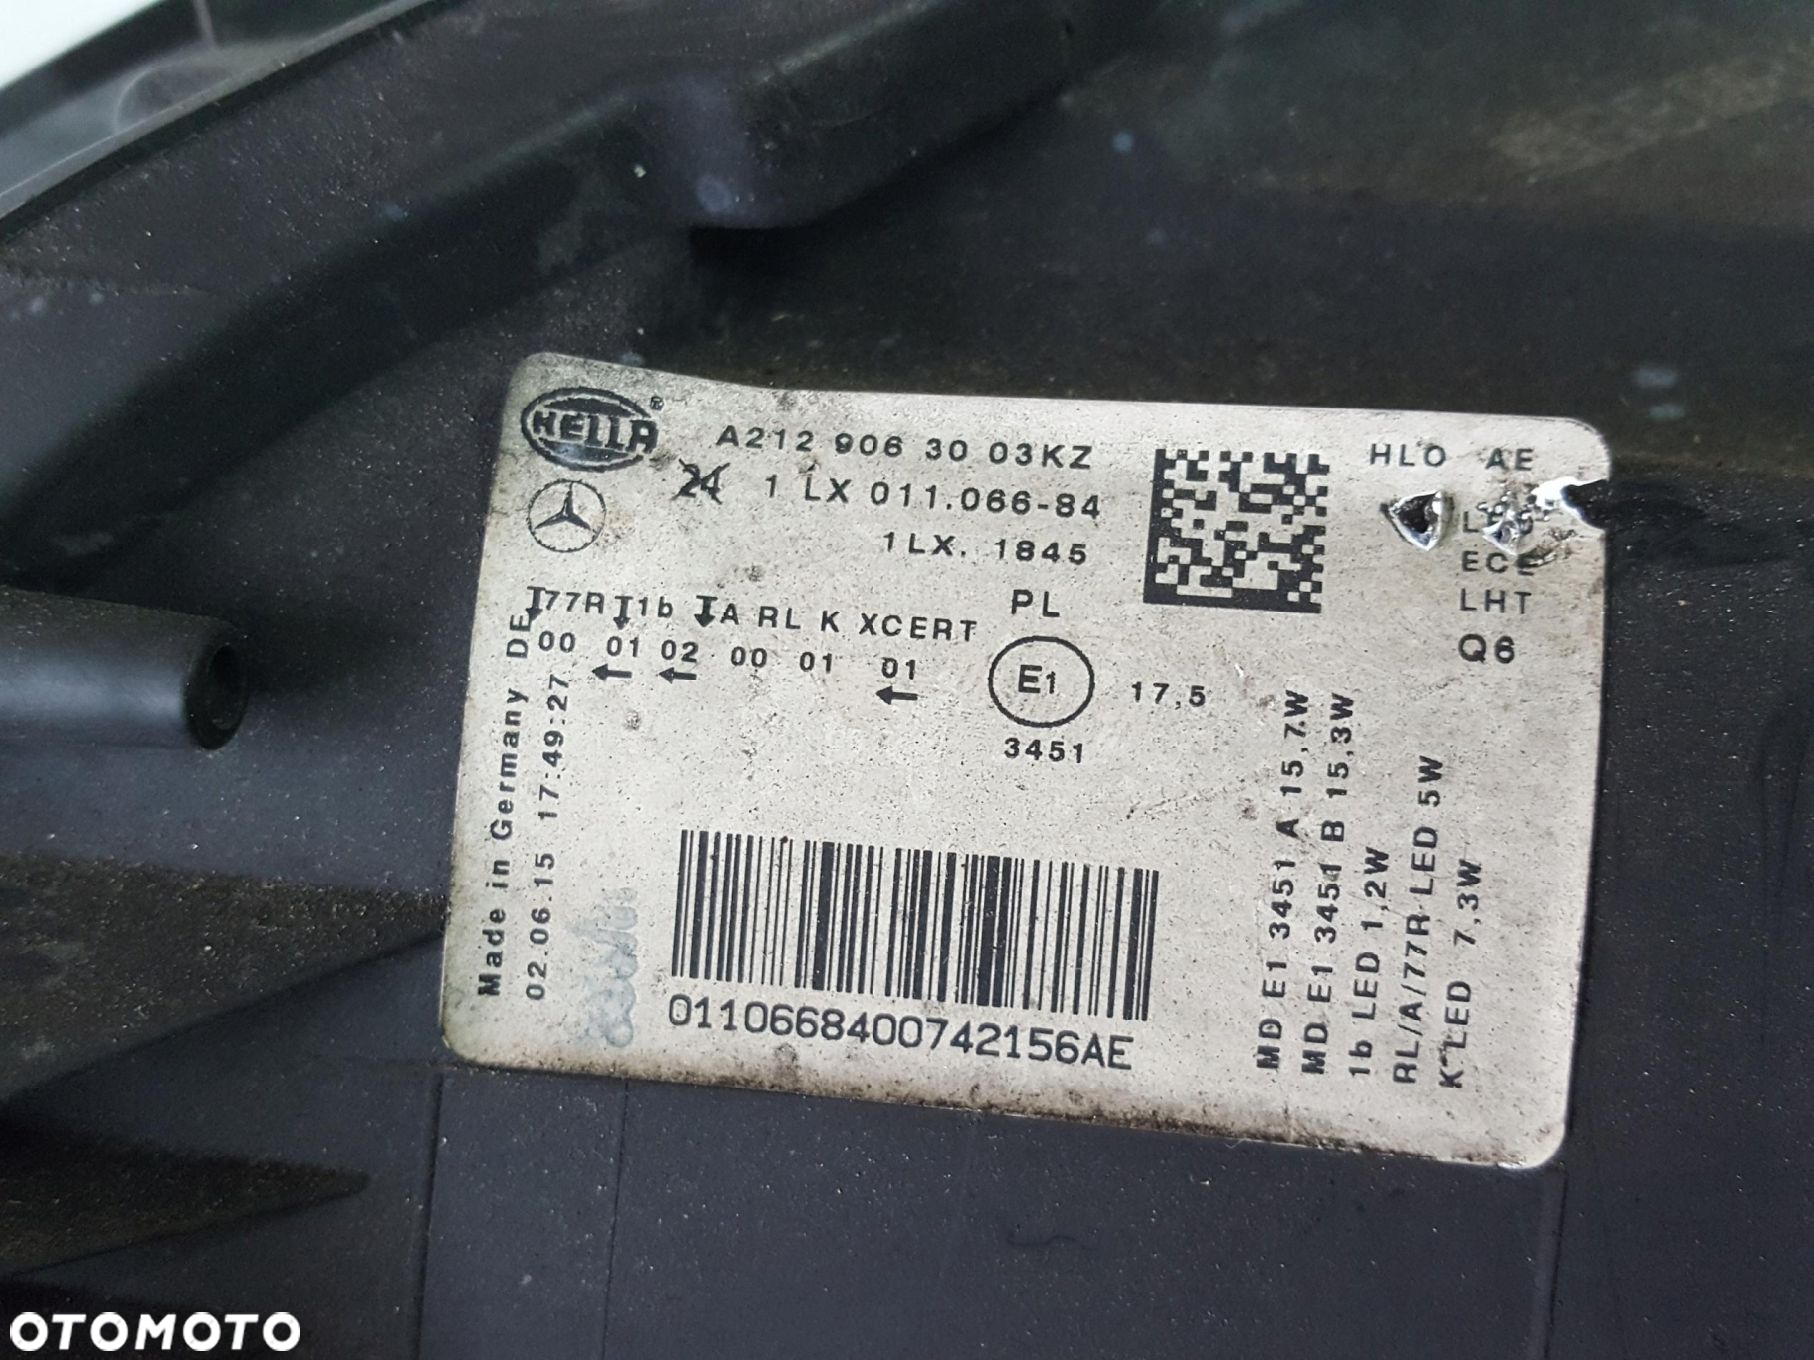 HELLA ® A212 906 30 03KZ HLO AE
24 1 LX 011.066-84
1LX. 1845 ECE
PL LHT
77R 1b A RL K XCERT
00 01 02 00 01 01 E1 17,5 Q6
3451
Made in Germany DE
02.06.15 17:49:27
0110668400742156AE
MD E1 3451 A 15,7W
MD E1 3451 B 15,3W
1b LED 1,2W
RL/A/77R LED 5W
K LED 7,3W
OTOMOTO